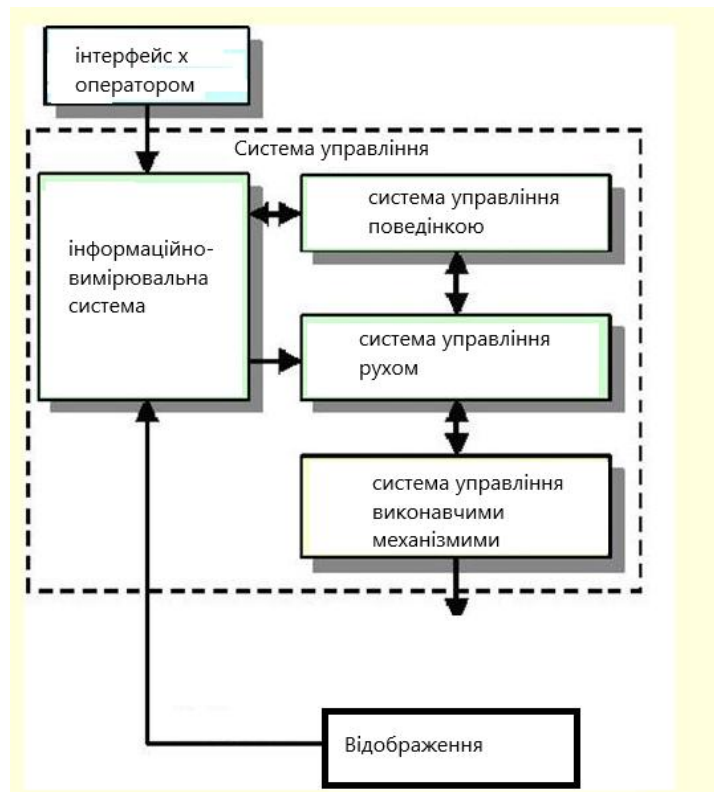 інтерфейс x
оператором
Система управління
система управління
поведінкою
інформаційно-
вимірювальна
система
система управління
рухом
система управління
виконавчими
механізмими
Відображення